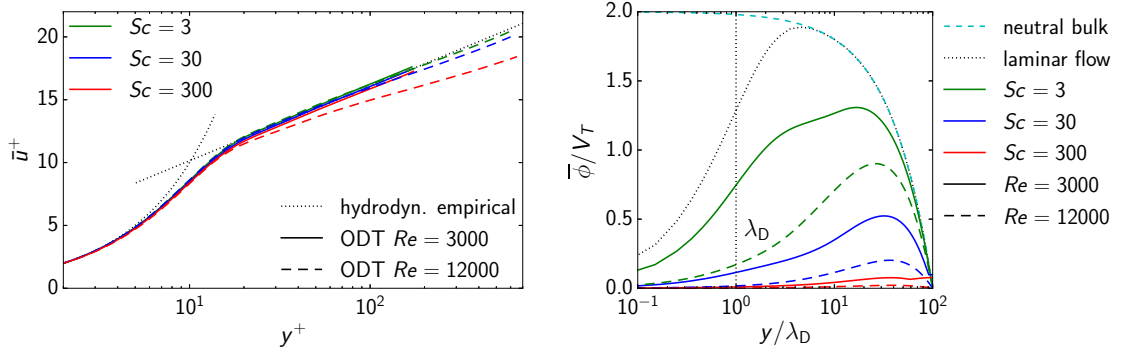 20
15
10
5
0
ū⁺
10¹
10²
y⁺
Sc = 3
Sc = 30
Sc = 300
hydrodyn. empirical
ODT Re = 3000
ODT Re = 12000
2.0
1.5
1.0
0.5
0.0
ϕ̅/V_T
λ_D
10⁻¹
10⁰
10¹
10²
y/λ_D
neutral bulk
laminar flow
Sc = 3
Sc = 30
Sc = 300
Re = 3000
Re = 12000